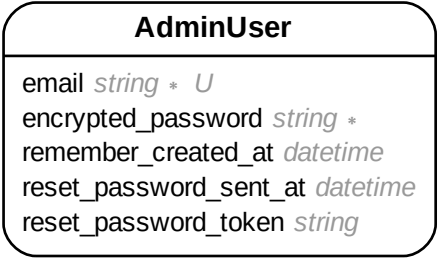 AdminUser
email string * U
encrypted_password string *
remember_created_at datetime
reset_password_sent_at datetime
reset_password_token string